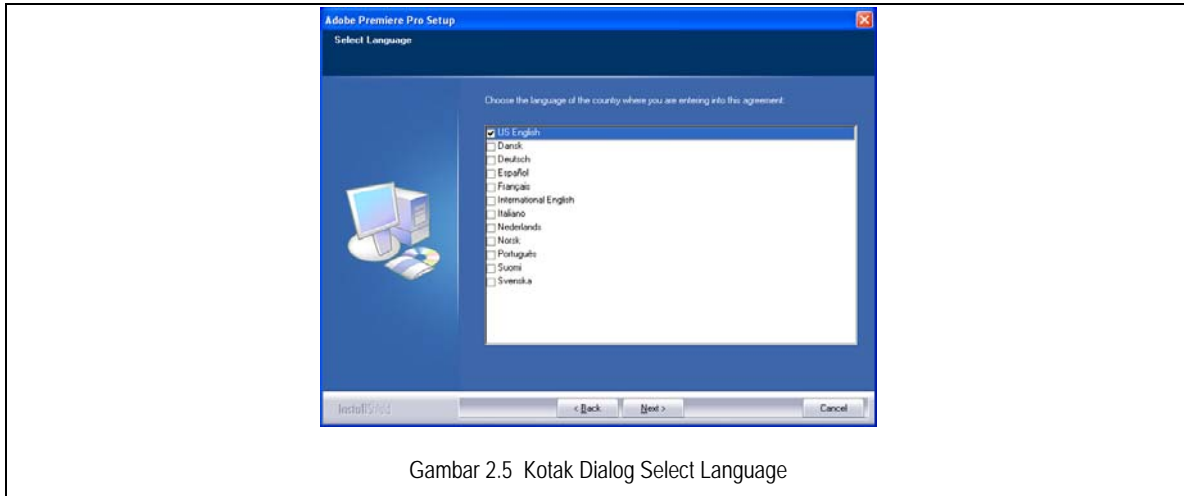 Adobe Premiere Pro Setup
Select Language
Choose the language of the country where you are entering into this agreement:
US English
Dansk
Deutsch
Español
Français
International English
Italiano
Nederlands
Norsk
Português
Suomi
Svenska
InstallShield
< Back
Next >
Cancel
Gambar 2.5 Kotak Dialog Select Language